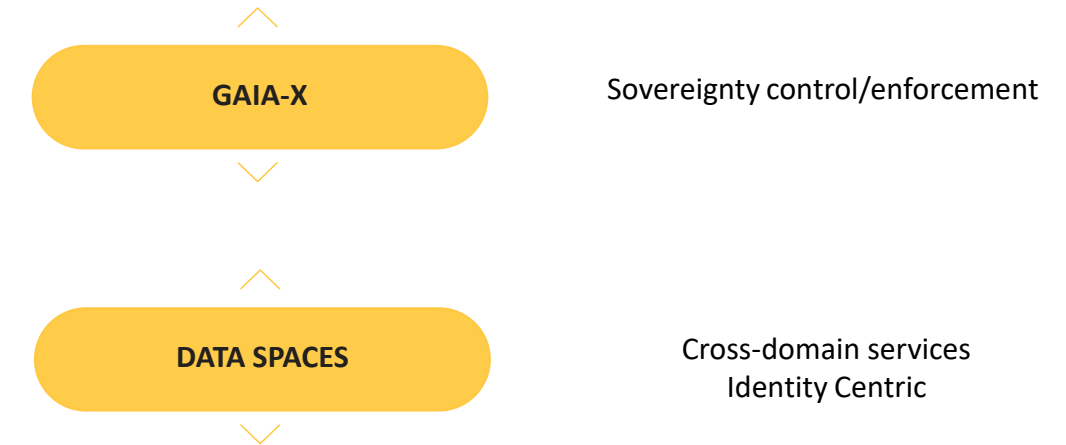 GAIA-X
Sovereignty control/enforcement
DATA SPACES
Cross-domain services
Identity Centric